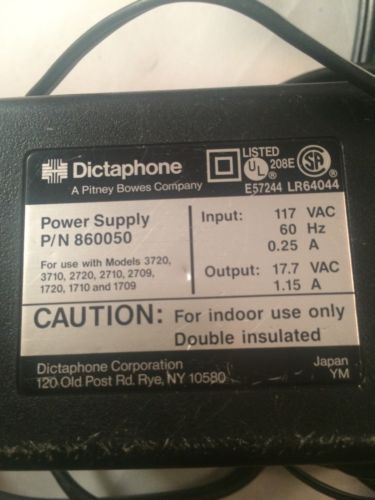 Dictaphone
A Pitney Bowes Company
LISTED
UL
208E
SA
E57244 LR64044
Power Supply
P/N 860050
For use with Models 3720,
3710, 2720, 2710, 2709,
1720, 1710 and 1709
Input: 117 VAC
60 Hz
0.25 A
Output: 17.7 VAC
1.15 A
CAUTION: For indoor use only
Double insulated
Dictaphone Corporation
120 Old Post Rd. Rye, NY 10580
Japan
YM